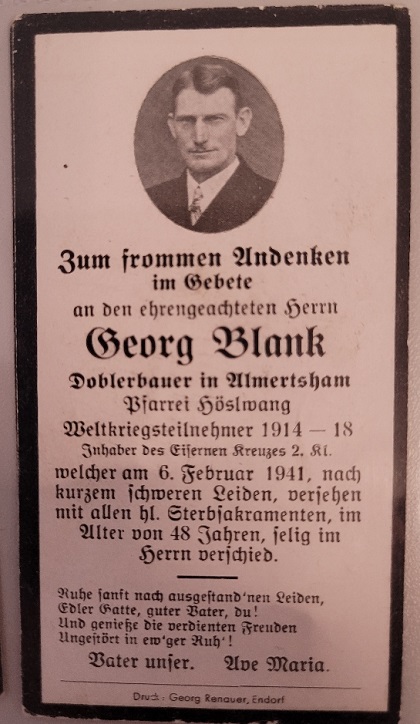 Zum frommen Andenken
im Gebete
an den ehrengeachteten Herrn
Georg Blank
Doblerbauer in Almertsham
Pfarrei Höslwang
Weltkriegsteilnehmer 1914 — 18
Inhaber des Eisernen Kreuzes 2. Kl.
welcher am 6. Februar 1941, nach
kurzem schweren Leiden, versehen
mit allen hl. Sterbsakramenten, im
Alter von 48 Jahren, selig im
Herrn verschied.
Ruhe sanft nach ausgestand'nen Leiden,
Edler Gatte, guter Vater, du!
Und genieße die verdienten Freuden
Ungestört in ew'ger Ruh'!
Vater unser. Ave Maria.
Druck: Georg Renauer, Endorf